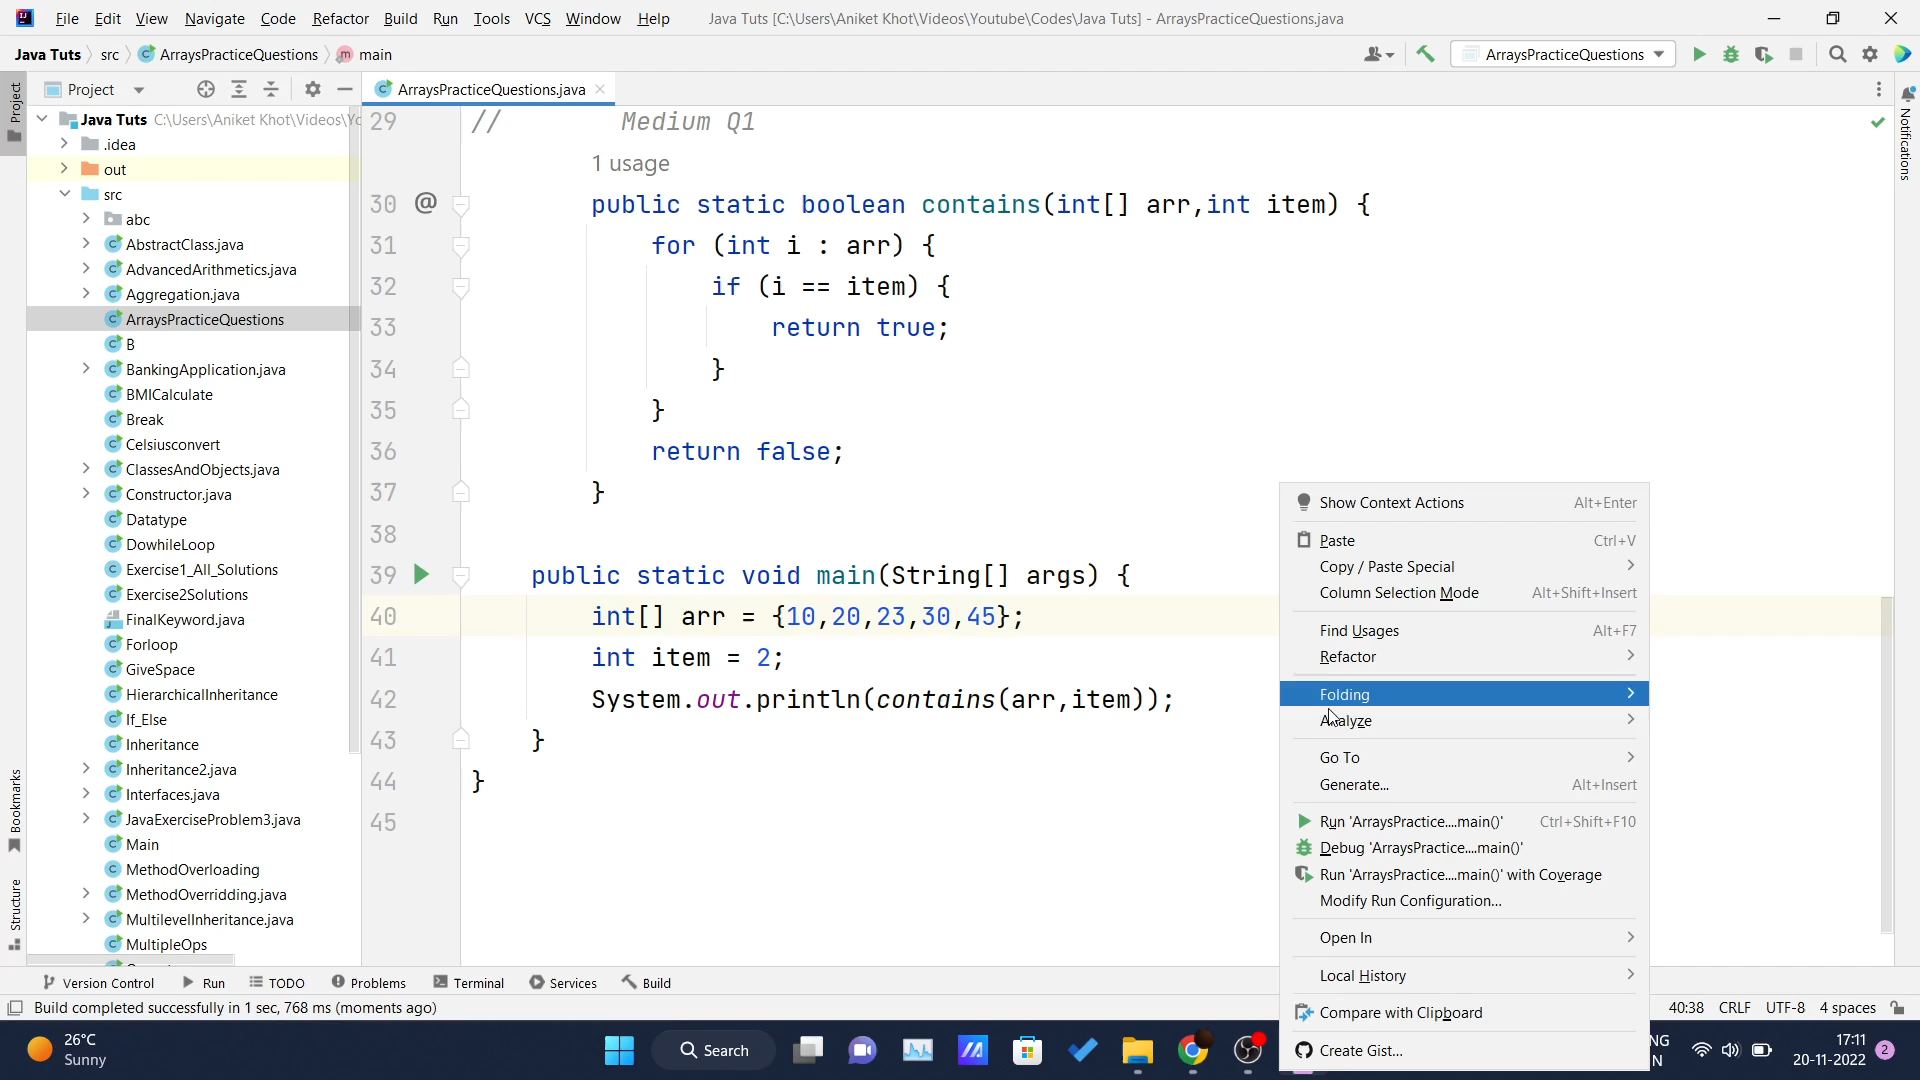 File Edit View Navigate Code Refactor Build Run Tools VCS Window Help Java Tuts [C:\Users\Aniket Khot\Videos\Youtube\Codes\Java Tuts] - ArraysPracticeQuestions.java
Java Tuts src ArraysPracticeQuestions main ArraysPracticeQuestions
Project
Project
Java Tuts C:\Users\Aniket Khot\Videos\Yo
.idea
out
src
abc
AbstractClass.java
AdvancedArithmetics.java
Aggregation.java
ArraysPracticeQuestions
B
BankingApplication.java
BMICalculate
Break
Celsiusconvert
ClassesAndObjects.java
Constructor.java
Datatype
DowhileLoop
Exercise1_All_Solutions
Exercise2Solutions
FinalKeyword.java
Forloop
GiveSpace
HierarchicalInheritance
If_Else
Inheritance
Inheritance2.java
Interfaces.java
JavaExerciseProblem3.java
Main
MethodOverloading
MethodOverridding.java
MultilevelInheritance.java
MultipleOps
Bookmarks
Structure
ArraysPracticeQuestions.java
29 // Medium Q1
1 usage
30 @ public static boolean contains(int[] arr,int item) {
31 for (int i : arr) {
32 if (i == item) {
33 return true;
34 }
35 }
36 return false;
37 }
38
39 public static void main(String[] args) {
40 int[] arr = {10,20,23,30,45};
41 int item = 2;
42 System.out.println(contains(arr,item));
43 }
44 }
45
Notifications
Show Context Actions Alt+Enter
Paste Ctrl+V
Copy / Paste Special
Column Selection Mode Alt+Shift+Insert
Find Usages Alt+F7
Refactor
Folding
Analyze
Go To
Generate... Alt+Insert
Run 'ArraysPractice....main()' Ctrl+Shift+F10
Debug 'ArraysPractice....main()'
Run 'ArraysPractice....main()' with Coverage
Modify Run Configuration...
Open In
Local History
Compare with Clipboard
Create Gist...
Version Control Run TODO Problems Terminal Services Build
Build completed successfully in 1 sec, 768 ms (moments ago) 40:38 CRLF UTF-8 4 spaces
26°C
Sunny
Search
NG
N
17:11
20-11-2022 2